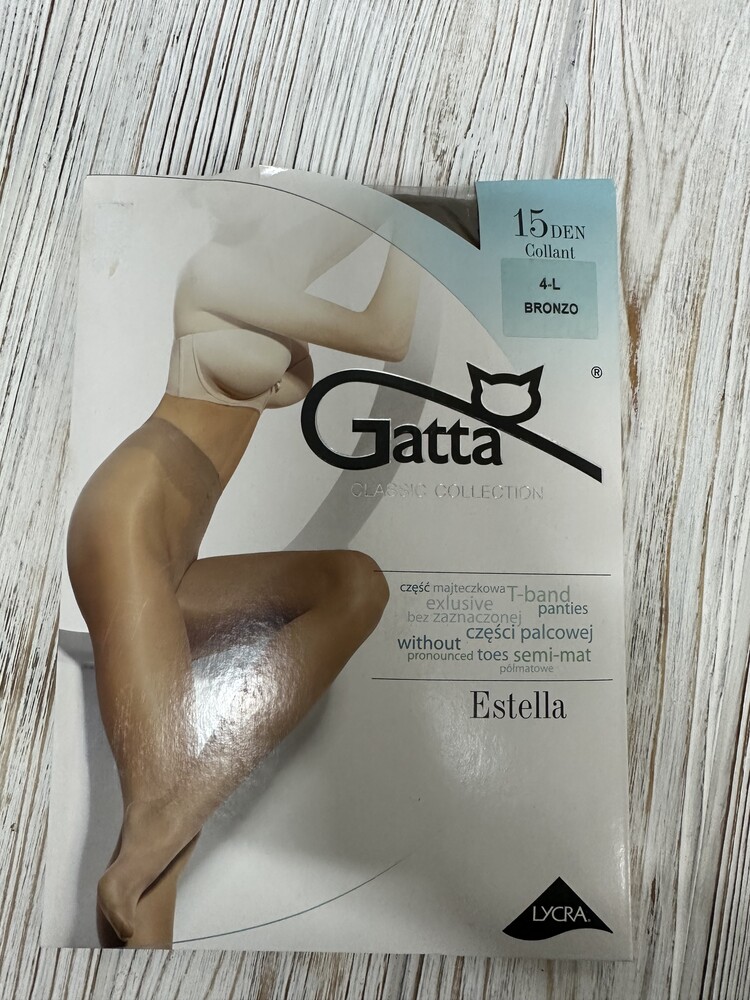 15 DEN
Collant
4-L
BRONZO
®
Gatta
CLASSIC COLLECTION
część majteczkowa T-band
exlusive panties
bez zaznaczonej
części palcowej
without
pronounced toes semi-mat
półmatowe
Estella
LYCRA®